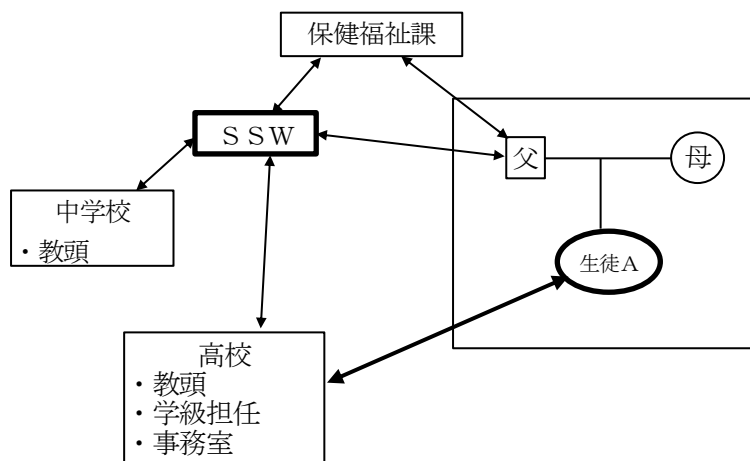 保健福祉課
ＳＳＷ
父
母
中学校
・教頭
生徒Ａ
高校
・教頭
・学級担任
・事務室